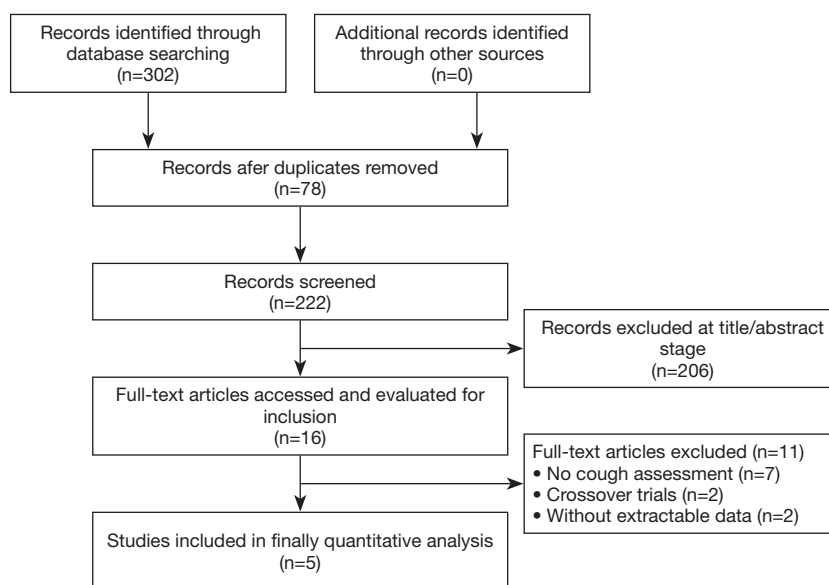 Records identified through
database searching
(n=302)
Additional records identified
through other sources
(n=0)
Records afer duplicates removed
(n=78)
Records screened
(n=222)
Records excluded at title/abstract
stage
(n=206)
Full-text articles accessed and evaluated for
inclusion
(n=16)
Full-text articles excluded (n=11)
• No cough assessment (n=7)
• Crossover trials (n=2)
• Without extractable data (n=2)
Studies included in finally quantitative analysis
(n=5)